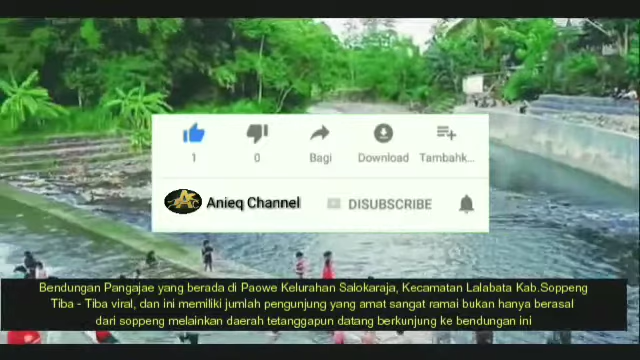 1 0 Bagi Download Tambahk...
Anieq Channel DISUBSCRIBE
Bendungan Pangajae yang berada di Paowe Kelurahan Salokaraja, Kecamatan Lalabata Kab.Soppeng
Tiba - Tiba viral, dan ini memiliki jumlah pengunjung yang amat sangat ramai bukan hanya berasal
dari soppeng melainkan daerah tetanggapun datang berkunjung ke bendungan ini